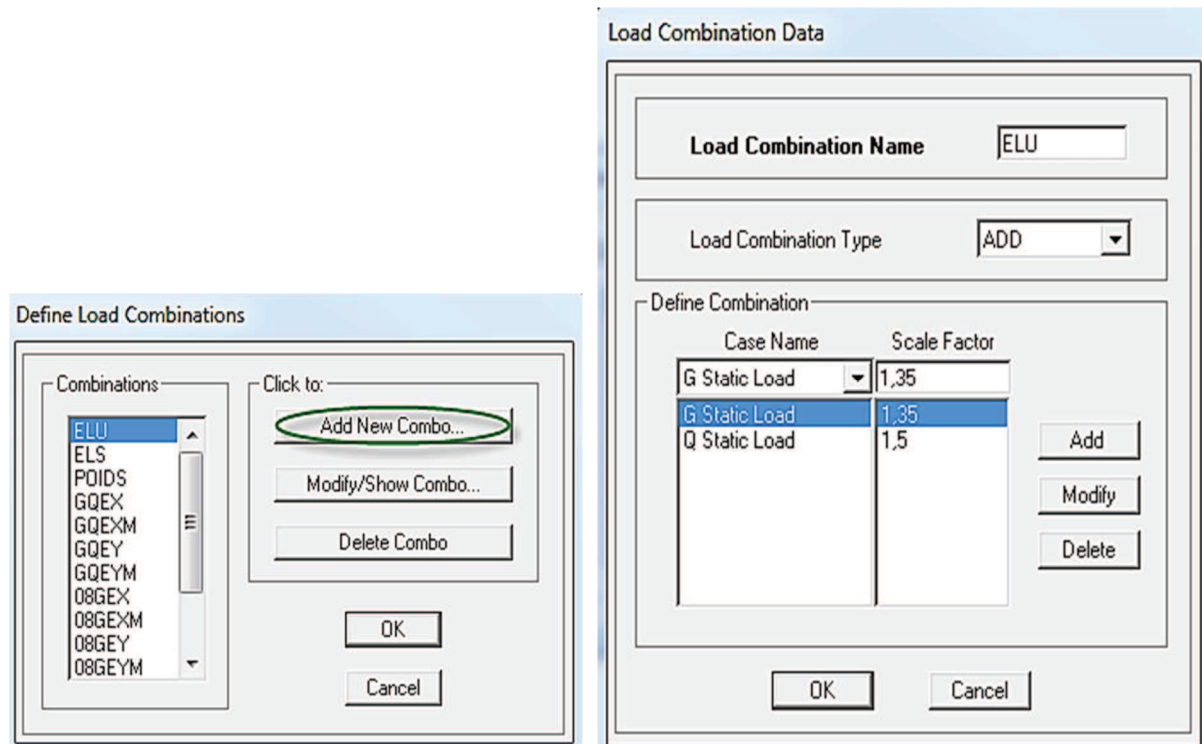 Define Load Combinations
Combinations
ELU
ELS
POIDS
GQEX
GQEXM
GQEY
GQEYM
08GEX
08GEXM
08GEY
08GEYM
Click to:
Add New Combo...
Modify/Show Combo...
Delete Combo
OK
Cancel
Load Combination Data
Load Combination Name ELU
Load Combination Type ADD
Define Combination
Case Name Scale Factor
G Static Load 1,35
G Static Load 1,35
Q Static Load 1,5
Add
Modify
Delete
OK Cancel